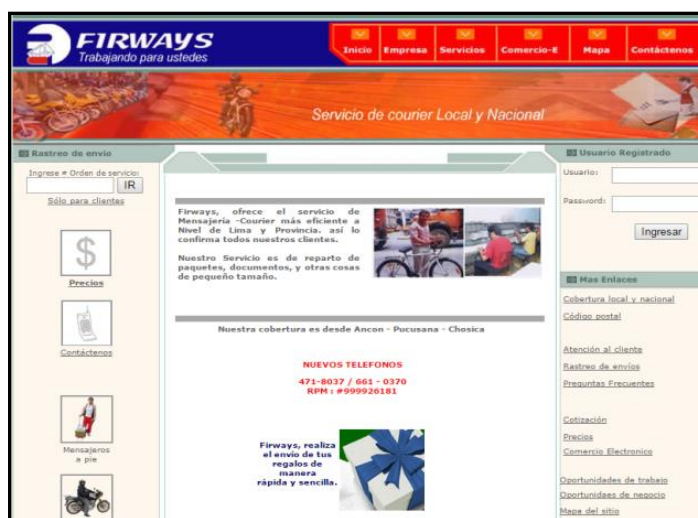 FIRWAYS
Trabajando para ustedes
Inicio Empresa Servicios Comercio-E Mapa Contáctenos
Servicio de courier Local y Nacional
Rastreo de envio
Ingrese # Orden de servicio:
IR
Sólo para clientes
Precios
Contáctenos
Mensajeros
a pie
Firways, ofrece el servicio de
Mensajería -Courier más eficiente a
Nivel de Lima y Provincia. así lo
confirma todos nuestros clientes.
Nuestro Servicio es de reparto de
paquetes, documentos, y otras cosas
de pequeño tamaño.
Nuestra cobertura es desde Ancon - Pucusana - Chosica
NUEVOS TELEFONOS
471-8037 / 661 - 0370
RPM : #999926181
Firways, realiza
el envio de tus
regalos de
manera
rápida y sencilla.
Usuario Registrado
Usuario:
Password:
Ingresar
Mas Enlaces
Cobertura local y nacional
Código postal
Atención al cliente
Rastreo de envíos
Preguntas Frecuentes
Cotización
Precios
Comercio Electronico
Oportunidades de trabajo
Oportunidaes de negocio
Mapa del sitio